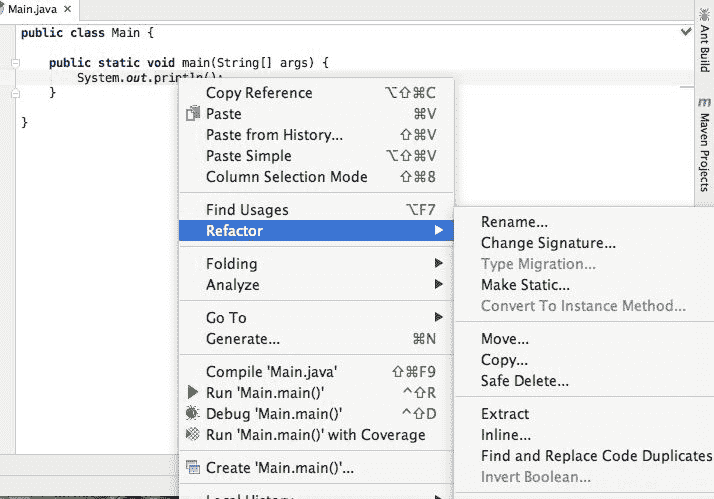 Main.java
public class Main {
public static void main(String[] args) {
System.out.println();
}
}
Copy Reference ⌥⇧⌘C
Paste ⌘V
Paste from History... ⇧⌘V
Paste Simple ⌥⇧⌘V
Column Selection Mode ⇧⌘8
Find Usages ⌥F7
Refactor
Folding
Analyze
Go To
Generate... ⌘N
Compile 'Main.java' ⇧⌘F9
Run 'Main.main()' ^⇧R
Debug 'Main.main()' ^⇧D
Run 'Main.main()' with Coverage
Create 'Main.main()'...
Local History
Rename...
Change Signature...
Type Migration...
Make Static...
Convert To Instance Method...
Move...
Copy...
Safe Delete...
Extract
Inline...
Find and Replace Code Duplicates
Invert Boolean...
Ant Build
m
Maven Projects